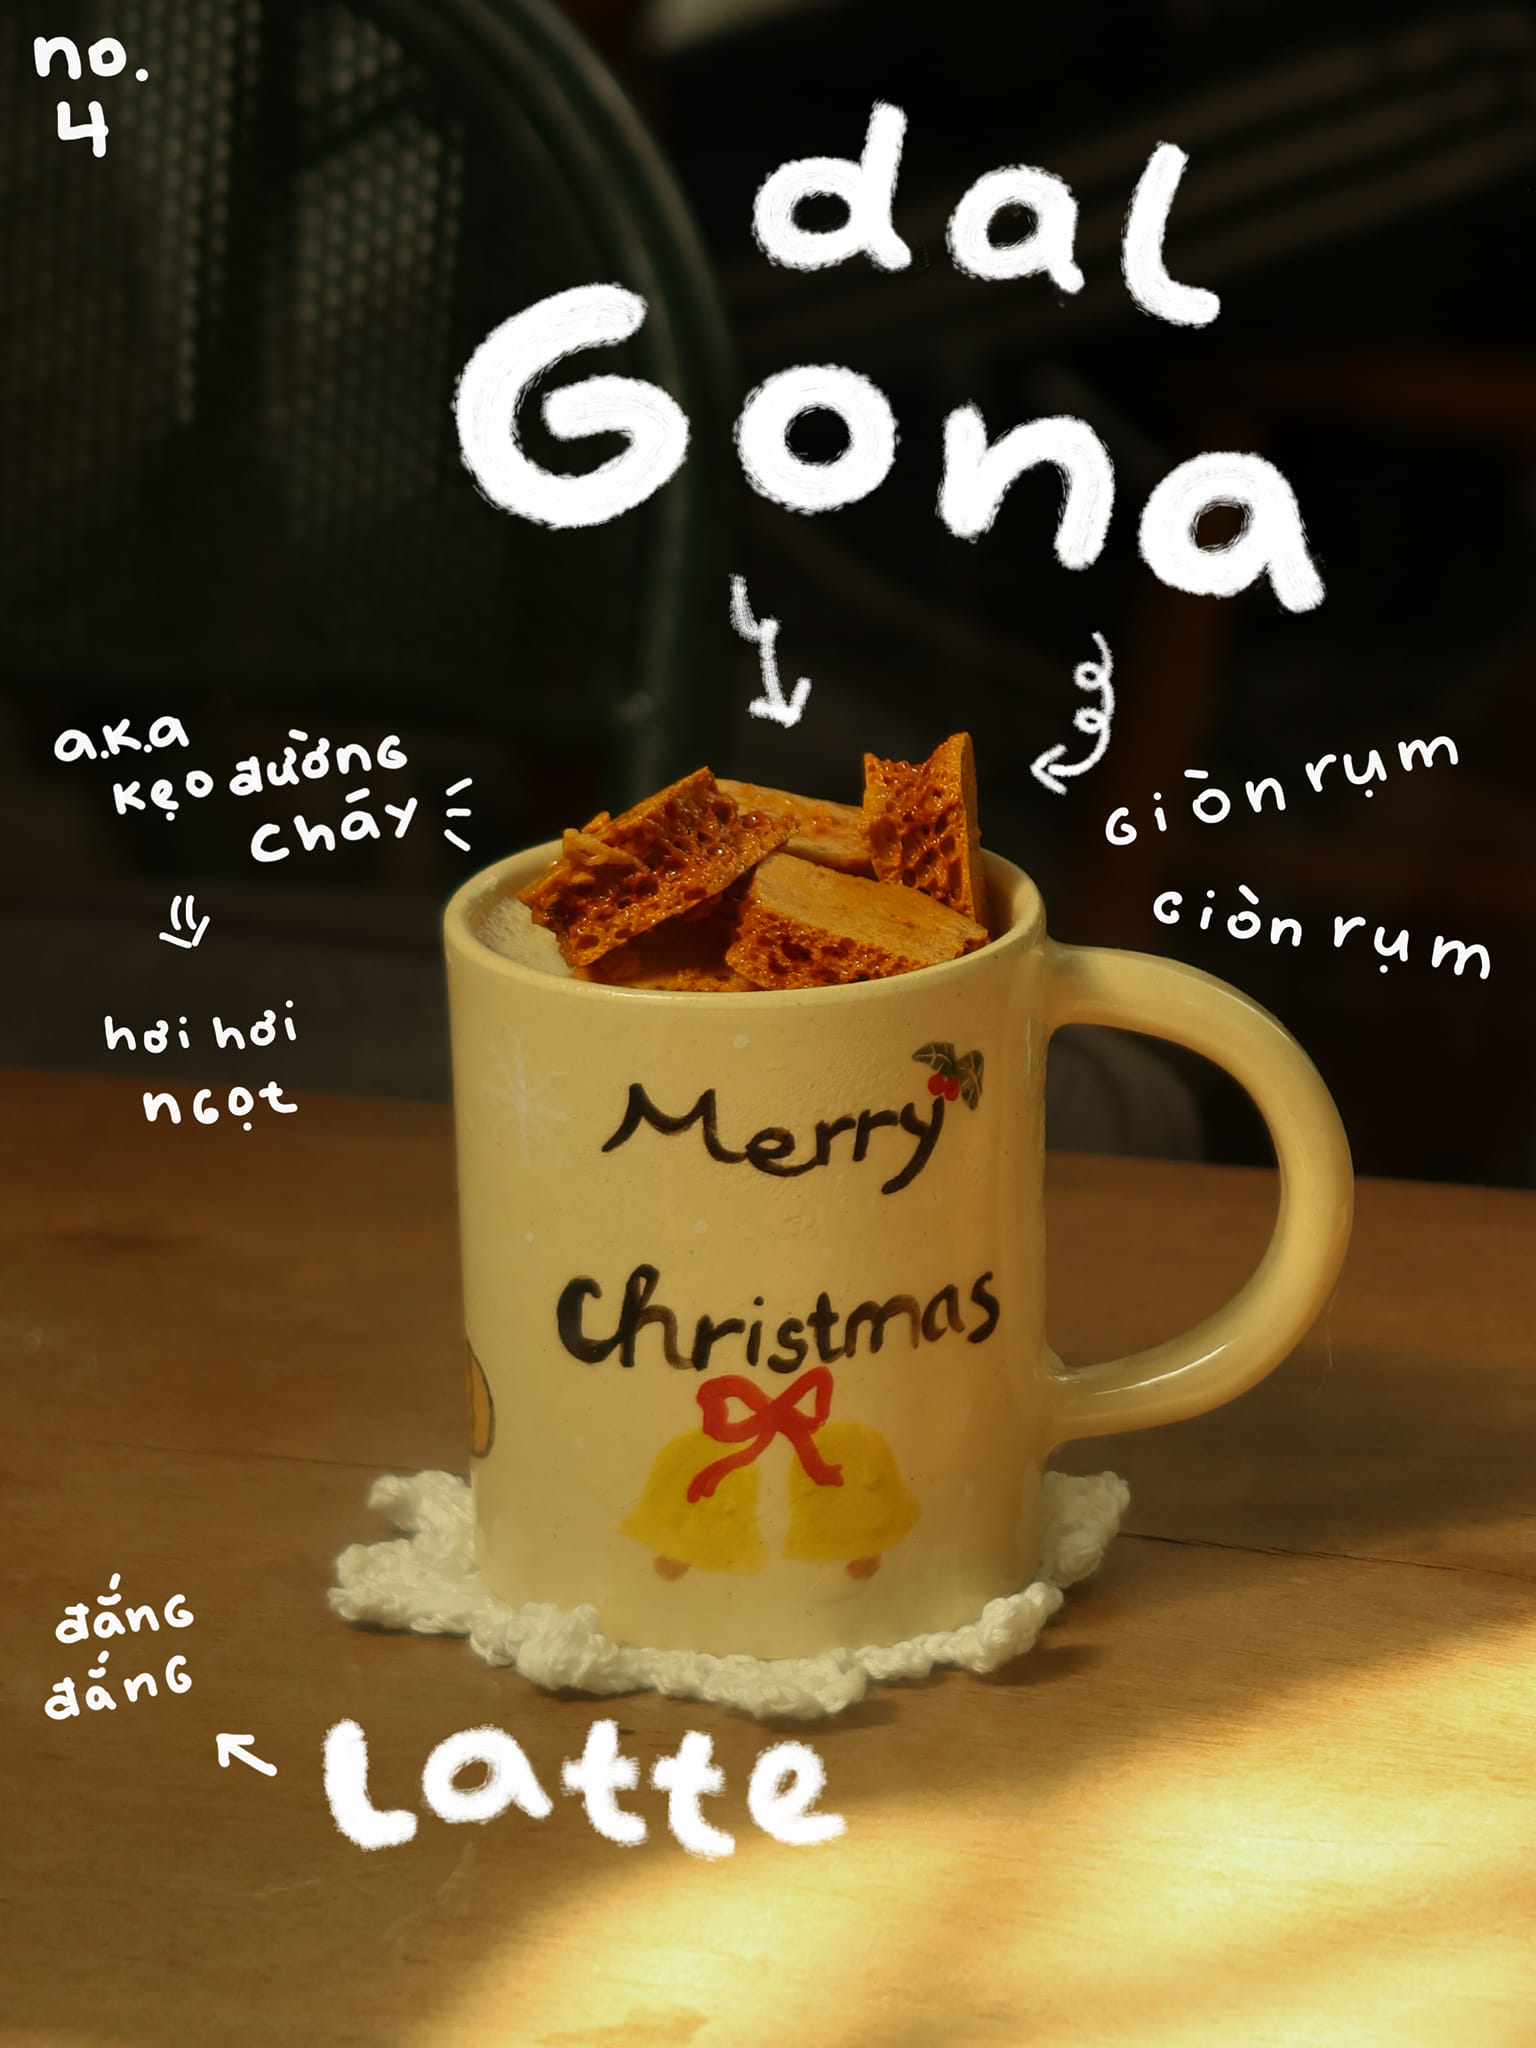 no.
4
dal
Gona
a.k.a
kẹo đường
cháy
hơi hơi
ngọt
giòn rụm
giòn rụm
Merry
Christmas
đắng
đắng
Latte